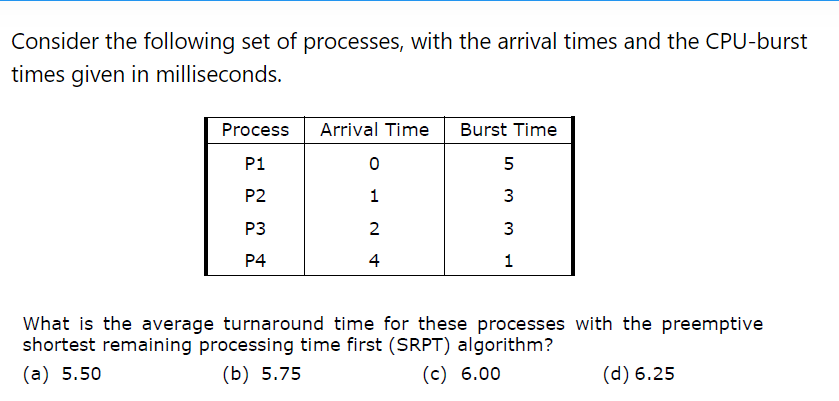 Consider the following set of processes, with the arrival times and the CPU-burst
times given in milliseconds.
Process Arrival Time Burst Time
P1 0 5
P2 1 3
P3 2 3
P4 4 1
What is the average turnaround time for these processes with the preemptive
shortest remaining processing time first (SRPT) algorithm?
(a) 5.50 (b) 5.75 (c) 6.00 (d) 6.25